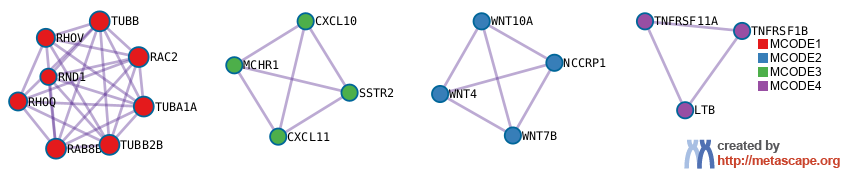 TUBB
RHOV
RAC2
RND1
RHOQ
TUBA1A
RAB8B
TUBB2B
CXCL10
MCHR1
SSTR2
CXCL11
WNT10A
NCCRP1
WNT4
WNT7B
TNFRSF11A
TNFRSF1B
LTB
MCODE1
MCODE2
MCODE3
MCODE4
created by
http://metascape.org